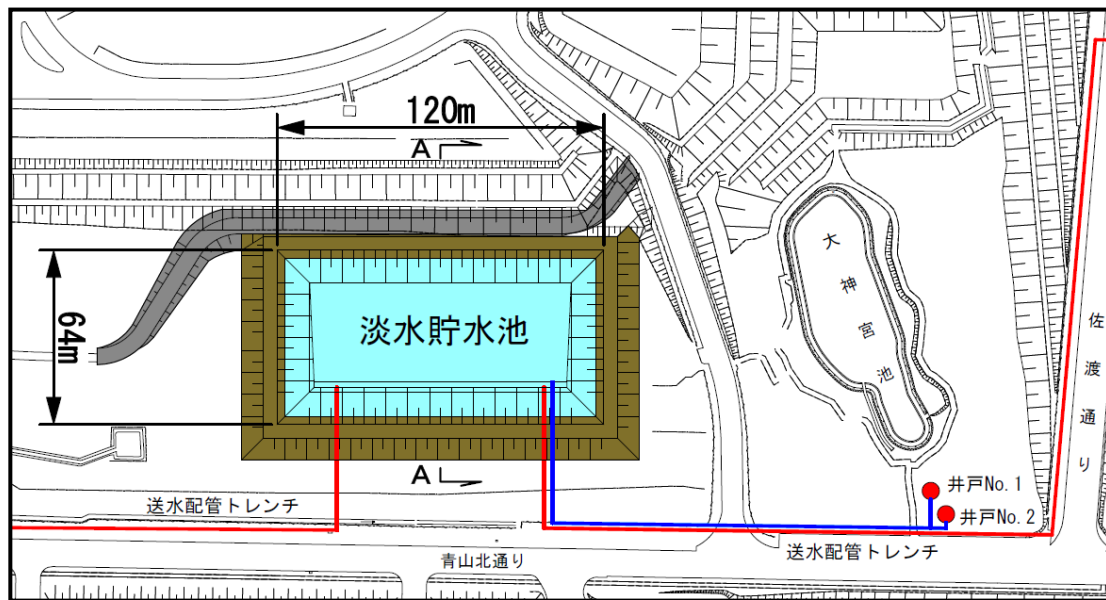 120m
A
64m
淡水貯水池
大神宮池
佐渡通り
A
井戸No.1
井戸No.2
送水配管トレンチ
送水配管トレンチ
青山北通り